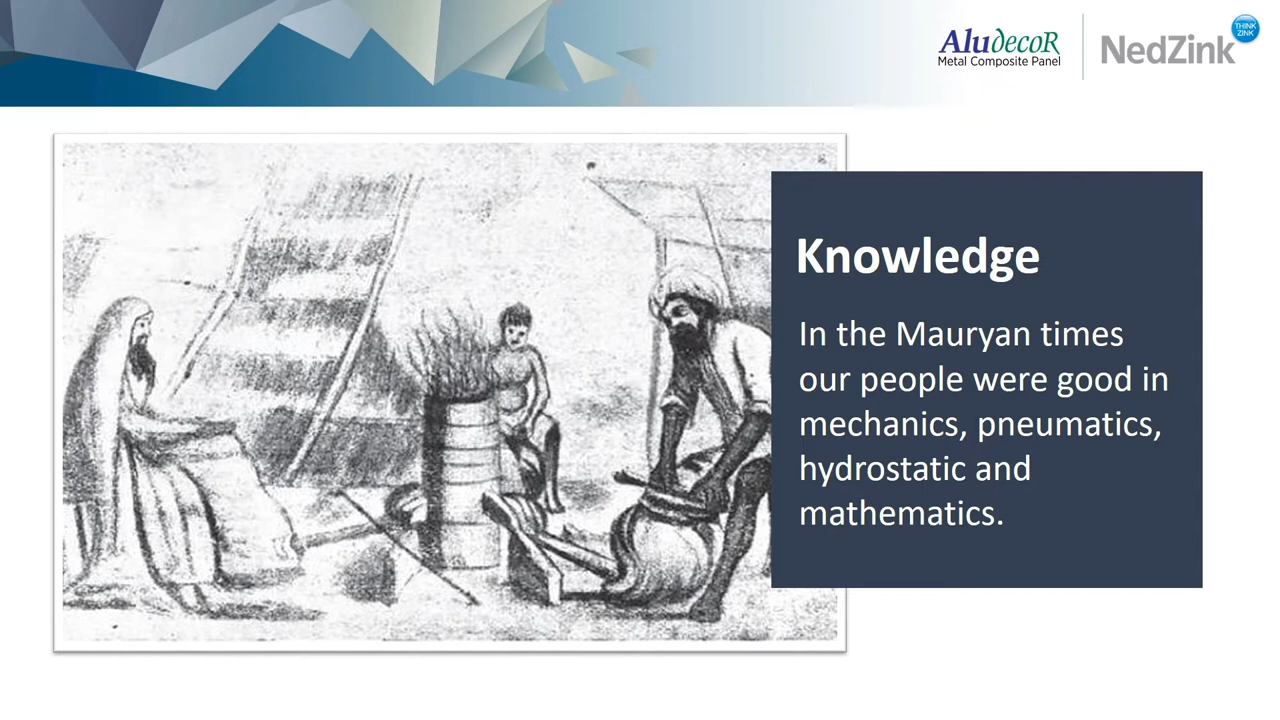 AludecoR
Metal Composite Panel
NedZink
THINK
ZINK
Knowledge
In the Mauryan times
our people were good in
mechanics, pneumatics,
hydrostatic and
mathematics.